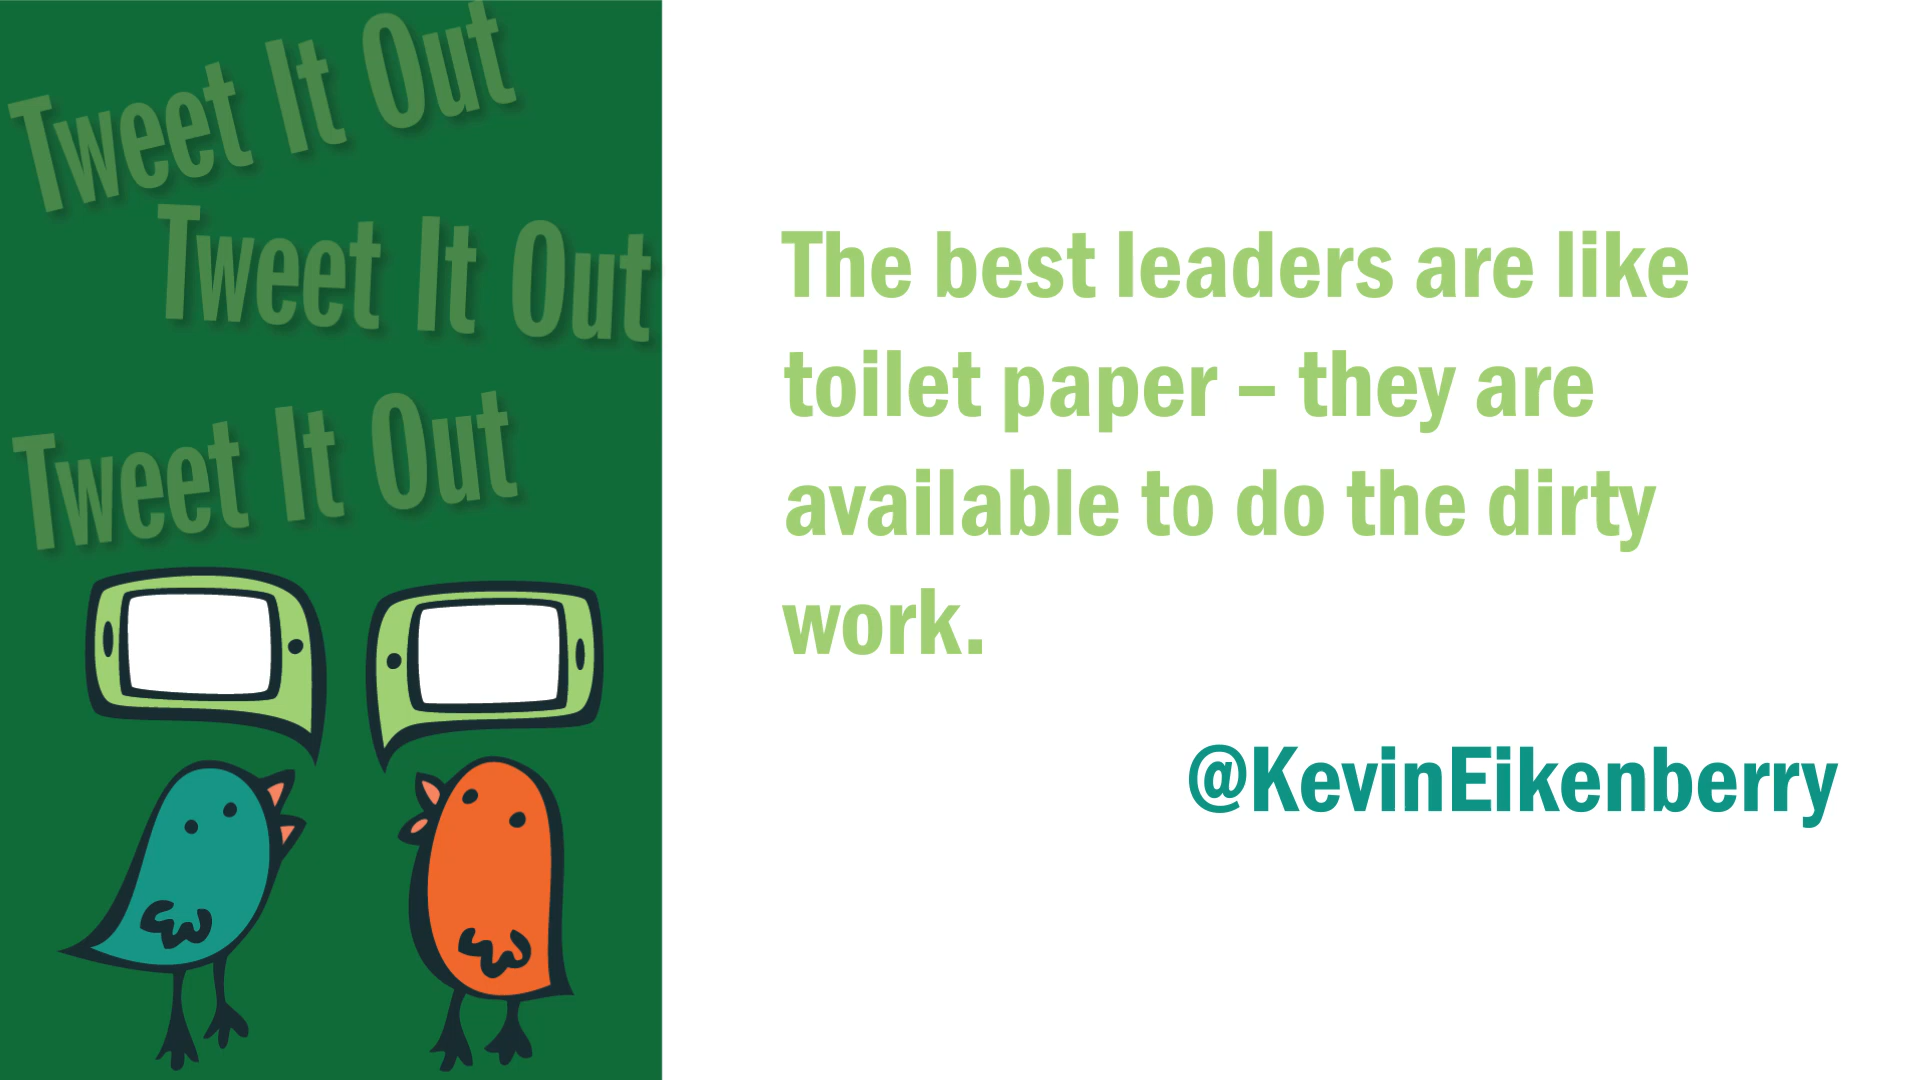 Tweet It Out
Tweet It Out
Tweet It Out
The best leaders are like
toilet paper – they are
available to do the dirty
work.
@KevinEikenberry